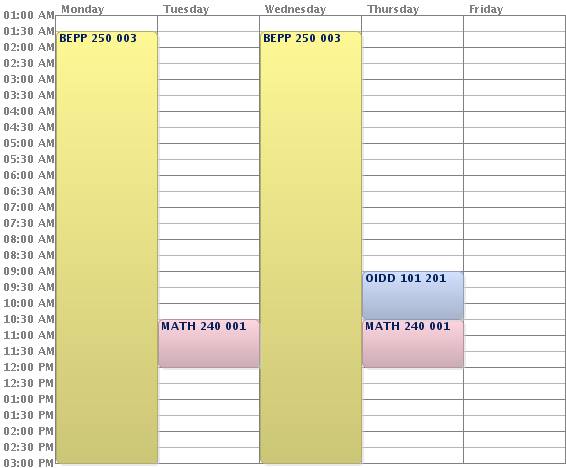 Monday Tuesday Wednesday Thursday Friday
01:00 AM
01:30 AM
BEPP 250 003 BEPP 250 003
02:00 AM
02:30 AM
03:00 AM
03:30 AM
04:00 AM
04:30 AM
05:00 AM
05:30 AM
06:00 AM
06:30 AM
07:00 AM
07:30 AM
08:00 AM
08:30 AM
09:00 AM
OIDD 101 201
09:30 AM
10:00 AM
10:30 AM
MATH 240 001 MATH 240 001
11:00 AM
11:30 AM
12:00 PM
12:30 PM
01:00 PM
01:30 PM
02:00 PM
02:30 PM
03:00 PM